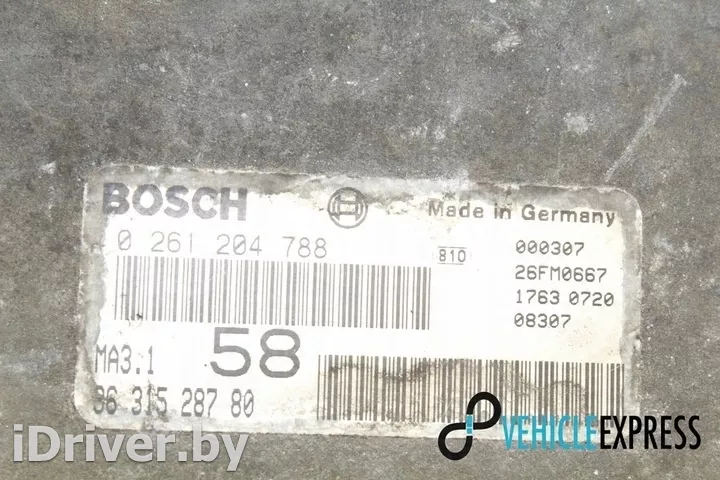 BOSCH
Made in Germany
0 261 204 788
810
000307
26FM0667
1763 0720
08307
MA3.1
58
96 315 287 80
VEHICLEEXPRESS
iDriver.by